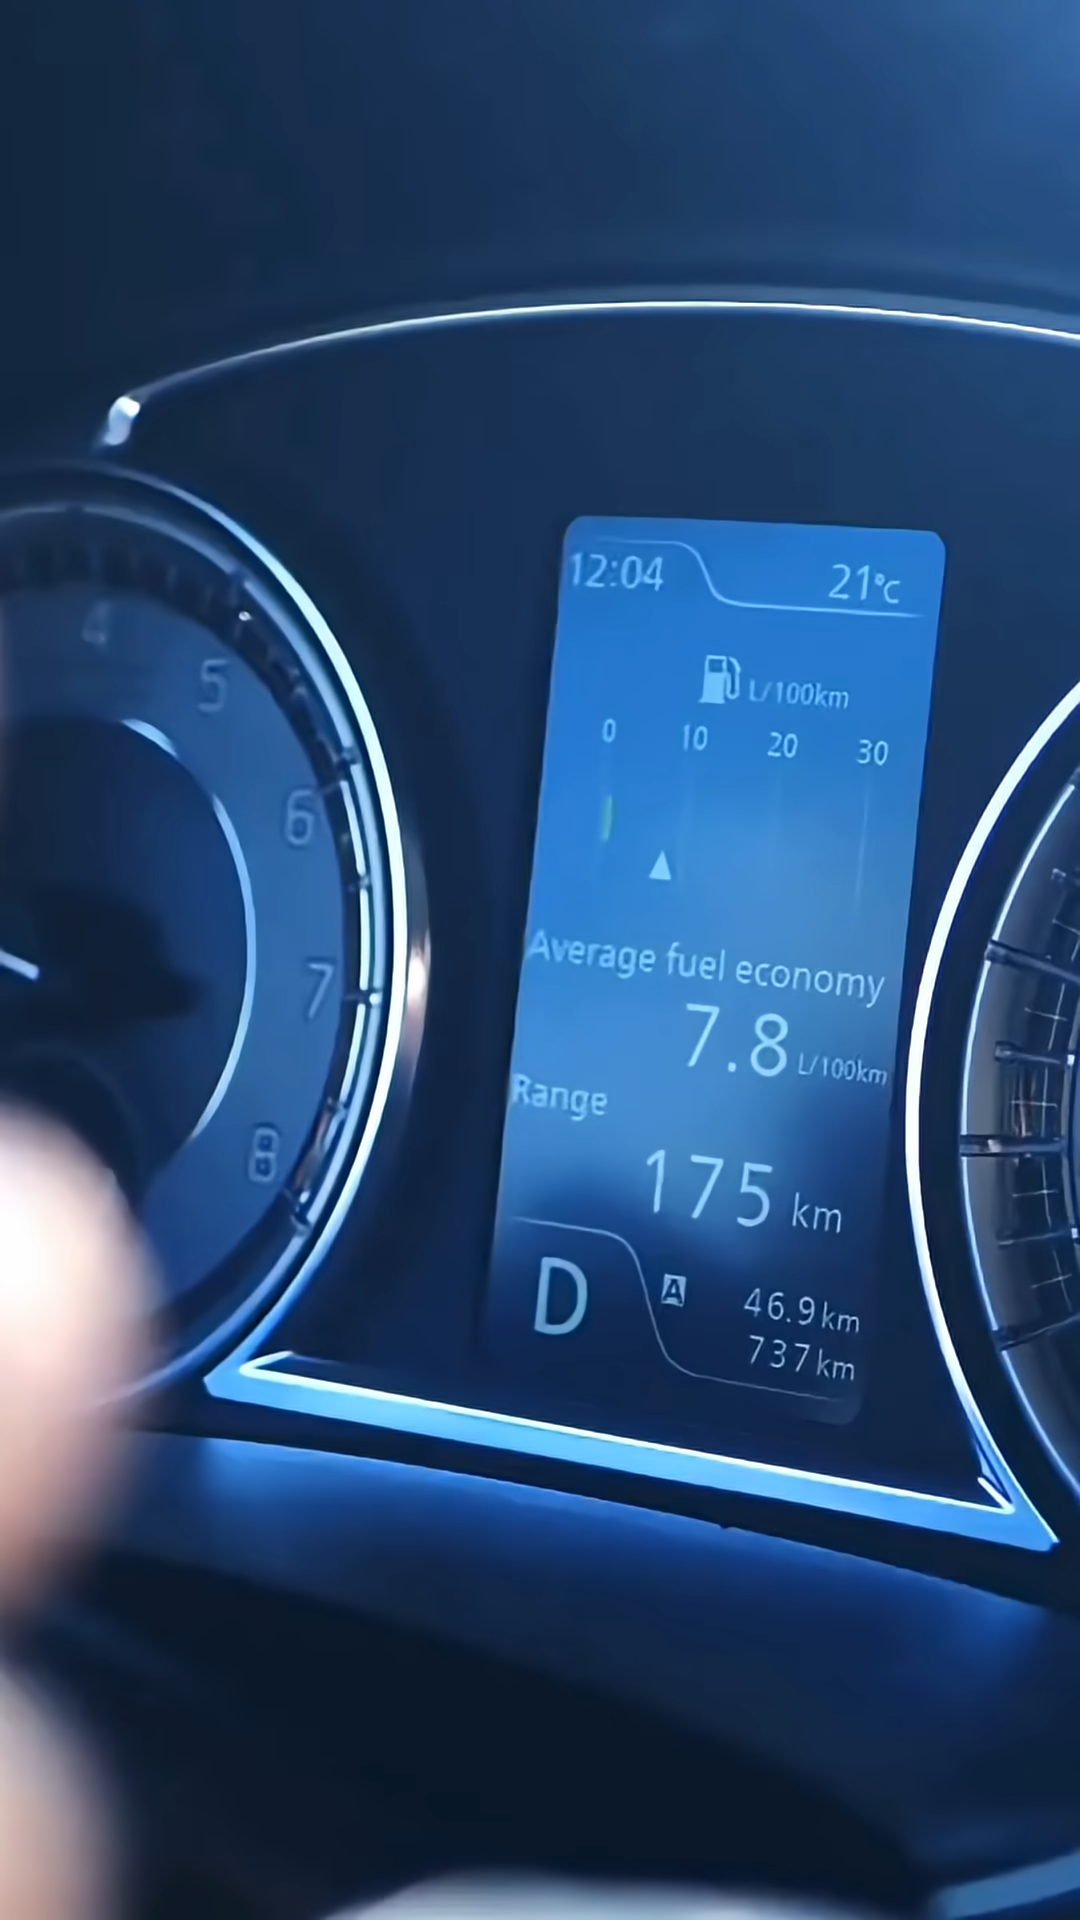 12:04 21°C
L/100km
0 10 20 30
Average fuel economy
7.8 L/100km
Range
175 km
D A 46.9 km
737 km
4
5
6
7
8